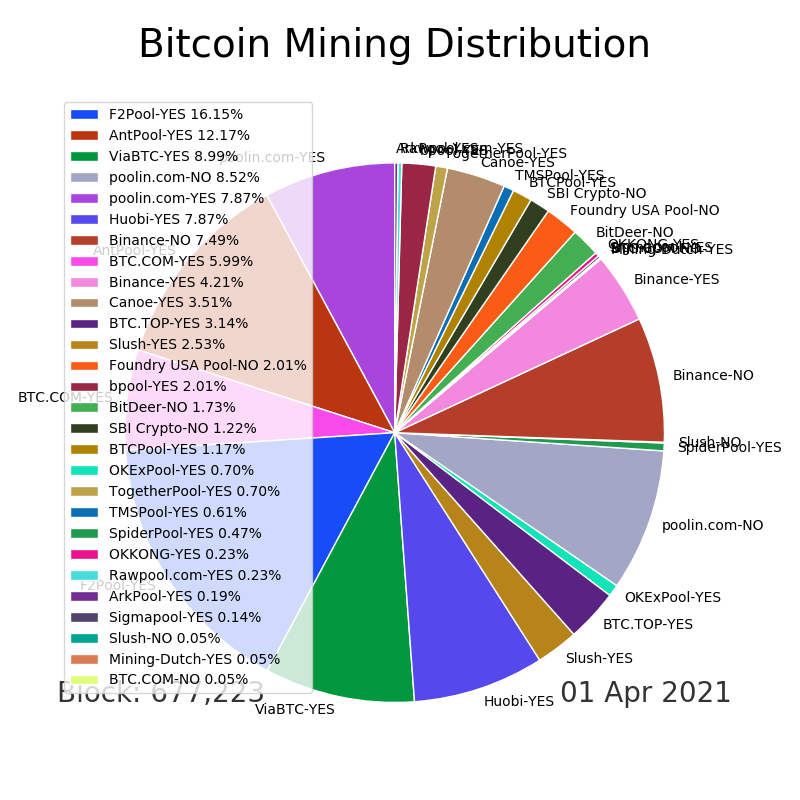 Bitcoin Mining Distribution
F2Pool-YES 16.15%
AntPool-YES 12.17%
ViaBTC-YES 8.99%
poolin.com-NO 8.52%
poolin.com-YES 7.87%
Huobi-YES 7.87%
Binance-NO 7.49%
BTC.COM-YES 5.99%
Binance-YES 4.21%
Canoe-YES 3.51%
BTC.TOP-YES 3.14%
Slush-YES 2.53%
Foundry USA Pool-NO 2.01%
bpool-YES 2.01%
BitDeer-NO 1.73%
SBI Crypto-NO 1.22%
BTCPool-YES 1.17%
OKExPool-YES 0.70%
TogetherPool-YES 0.70%
TMSPool-YES 0.61%
SpiderPool-YES 0.47%
OKKONG-YES 0.23%
Rawpool.com-YES 0.23%
ArkPool-YES 0.19%
Sigmapool-YES 0.14%
Slush-NO 0.05%
Mining-Dutch-YES 0.05%
BTC.COM-NO 0.05%
poolin.com-YES
AntPool-YES
BTC.COM-YES
F2Pool-YES
ViaBTC-YES
Huobi-YES
Slush-YES
BTC.TOP-YES
OKExPool-YES
poolin.com-NO
SpiderPool-YES
Slush-NO
Binance-NO
Binance-YES
Mining-Dutch-YES
OKKONG-YES
BitDeer-NO
Foundry USA Pool-NO
SBI Crypto-NO
BTCPool-YES
TMSPool-YES
Canoe-YES
TogetherPool-YES
Block: 677,223
01 Apr 2021